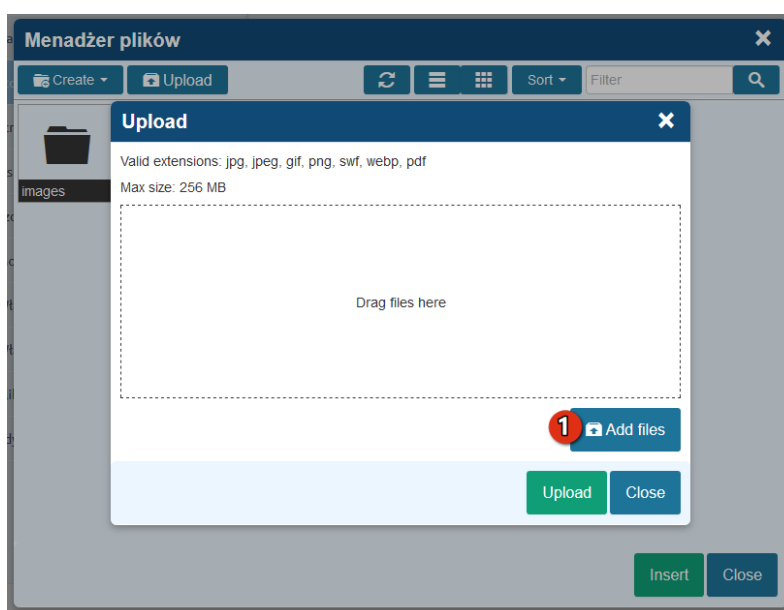 Menadżer plików
Create Upload Sort Filter
Upload
Valid extensions: jpg, jpeg, gif, png, swf, webp, pdf
Max size: 256 MB
images
Drag files here
1 Add files
Upload Close
Insert Close